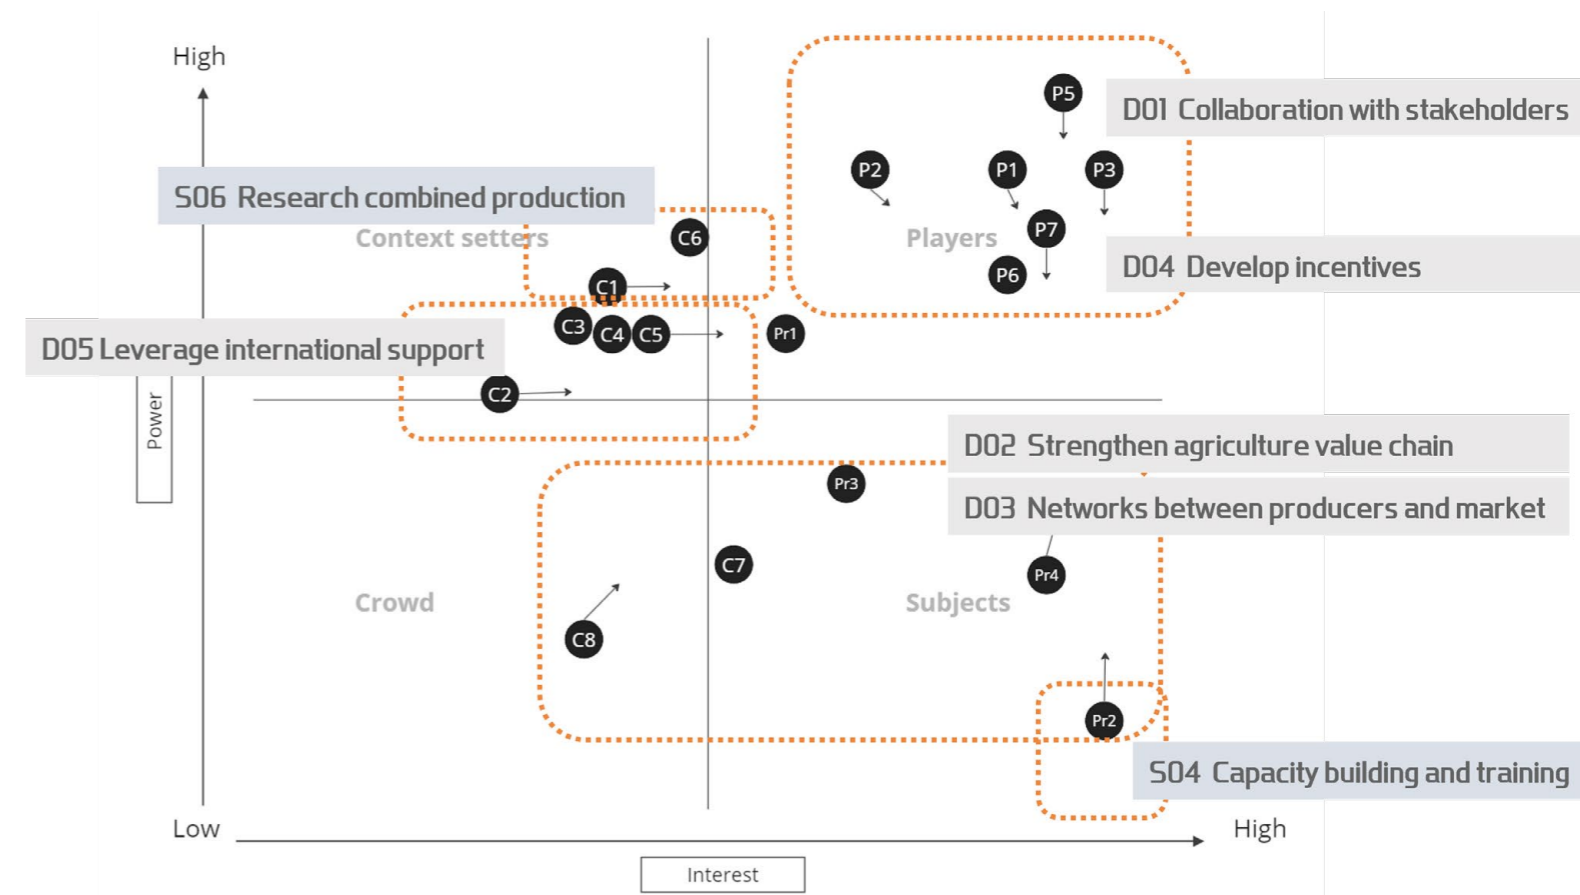 High
P5
D01 Collaboration with stakeholders
P2
P1
P3
S06 Research combined production
Context setters
C6
Players
P7
D04 Develop incentives
P6
C1
C3
C4
C5
Pr1
D05 Leverage international support
C2
Power
D02 Strengthen agriculture value chain
Pr3
D03 Networks between producers and market
C7
Pr4
Crowd
Subjects
C8
Pr2
S04 Capacity building and training
Low
High
Interest